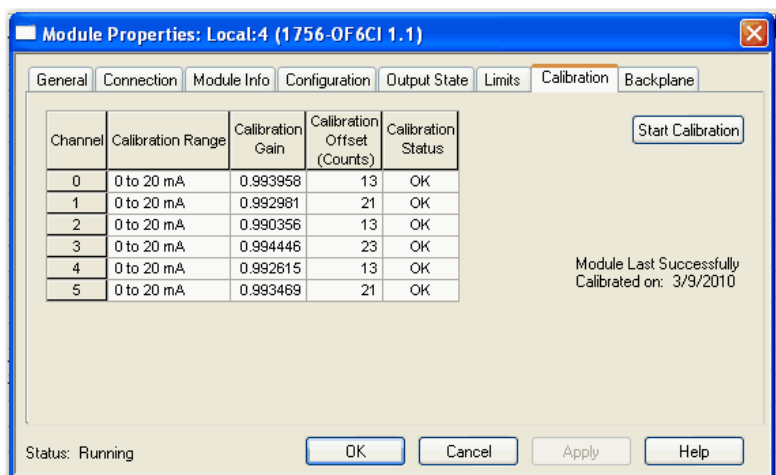 Module Properties: Local:4 (1756-OF6CI 1.1)
General Connection Module Info Configuration Output State Limits Calibration Backplane
Channel Calibration Range Calibration Gain Calibration Offset (Counts) Calibration Status
Start Calibration
0 0 to 20 mA 0.993958 13 OK
1 0 to 20 mA 0.992981 21 OK
2 0 to 20 mA 0.990356 13 OK
3 0 to 20 mA 0.994446 23 OK
4 0 to 20 mA 0.992615 13 OK
5 0 to 20 mA 0.993469 21 OK
Module Last Successfully
Calibrated on: 3/9/2010
Status: Running
OK Cancel Apply Help